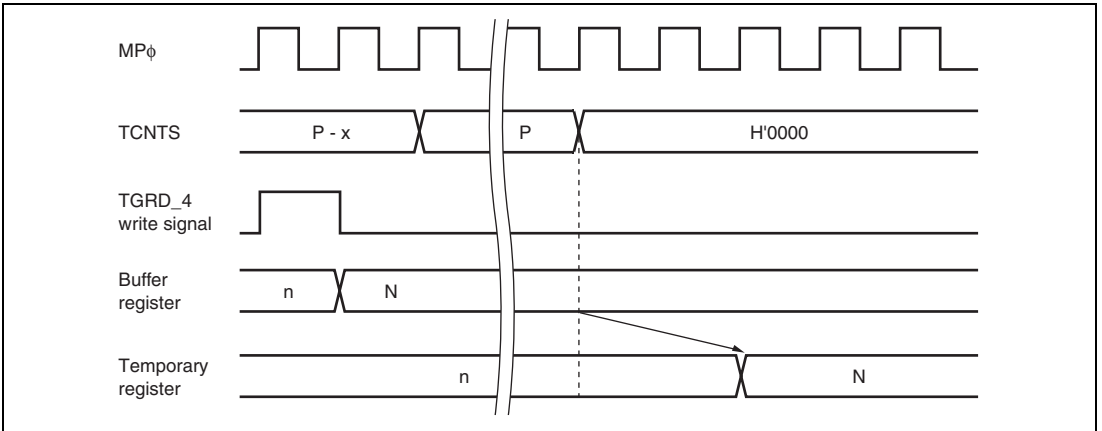 MPφ
TCNTS
P - x
P
H'0000
TGRD_4
write signal
Buffer
register
n
N
Temporary
register
n
N